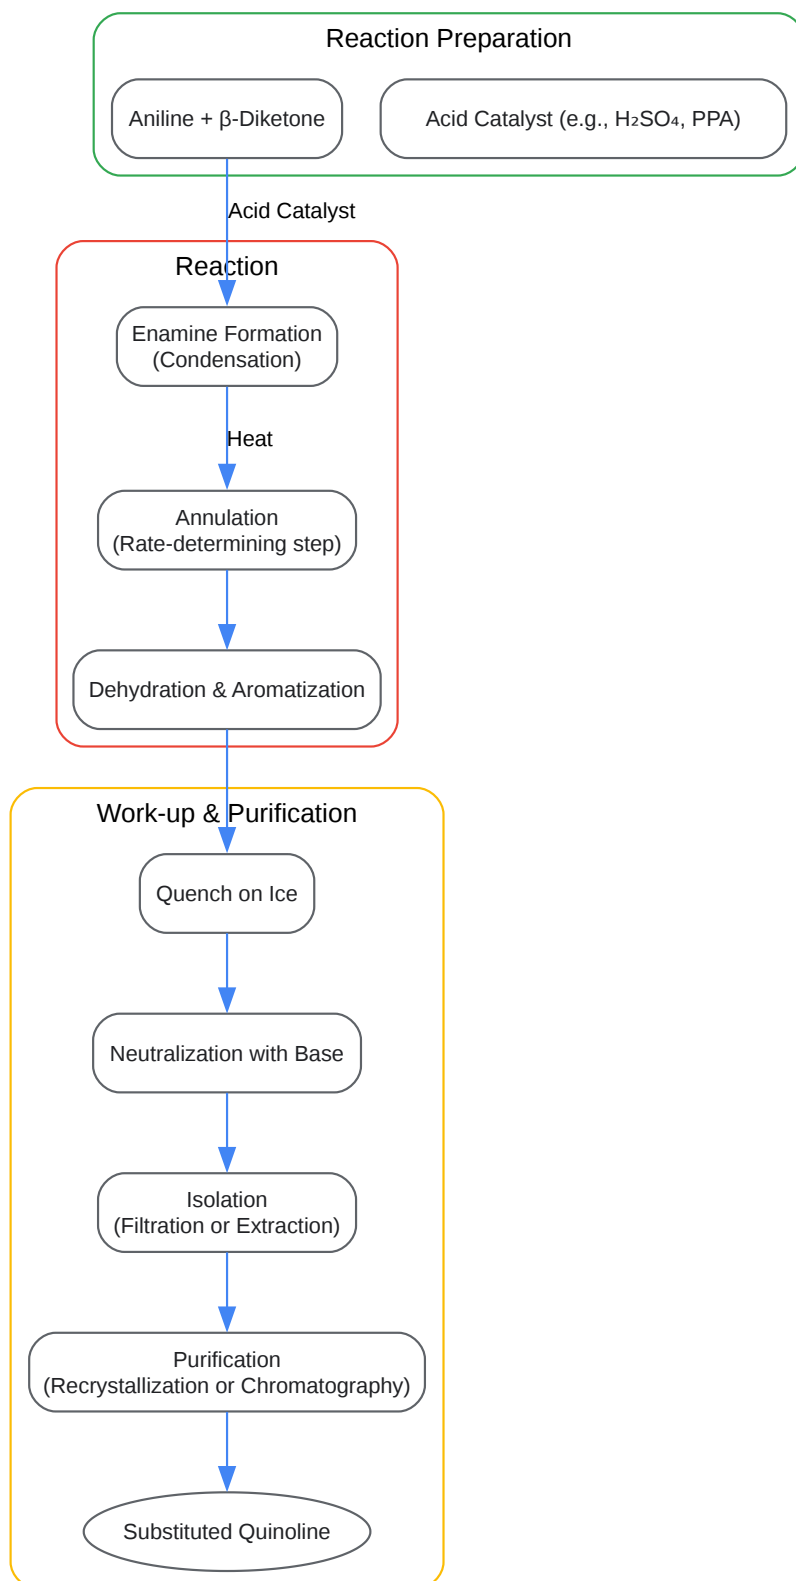 Reaction Preparation
Aniline + β-Diketone
Acid Catalyst (e.g., H₂SO₄, PPA)
Acid Catalyst
Reaction
Enamine Formation
(Condensation)
Heat
Annulation
(Rate-determining step)
Dehydration & Aromatization
Work-up & Purification
Quench on Ice
Neutralization with Base
Isolation
(Filtration or Extraction)
Purification
(Recrystallization or Chromatography)
Substituted Quinoline